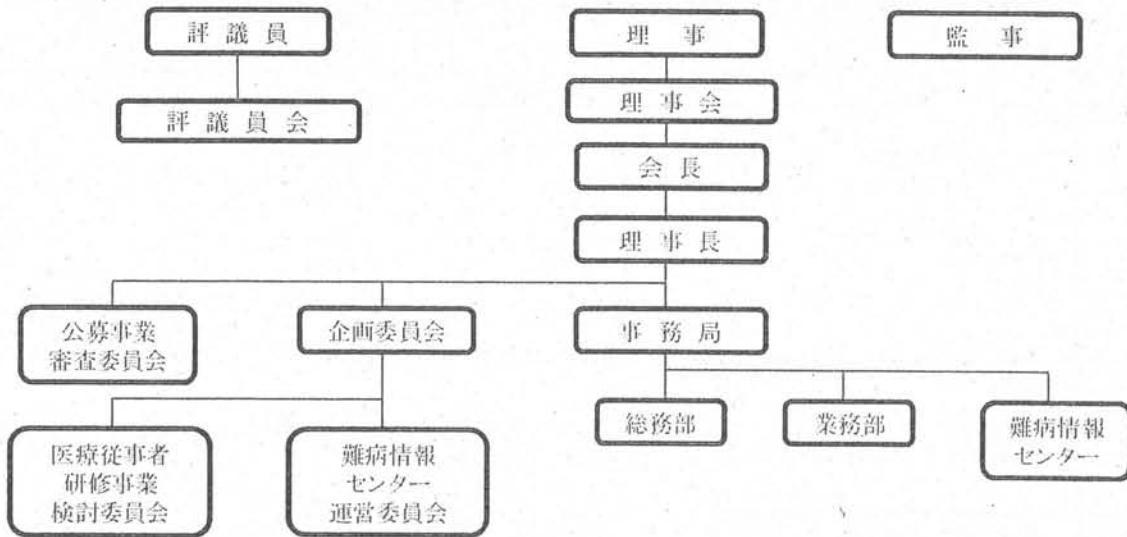 評議員
理事
監事
評議員会
理事会
会長
理事長
公募事業
審査委員会
企画委員会
事務局
総務部
業務部
難病情報
センター
医療従事者
研修事業
検討委員会
難病情報
センター
運営委員会